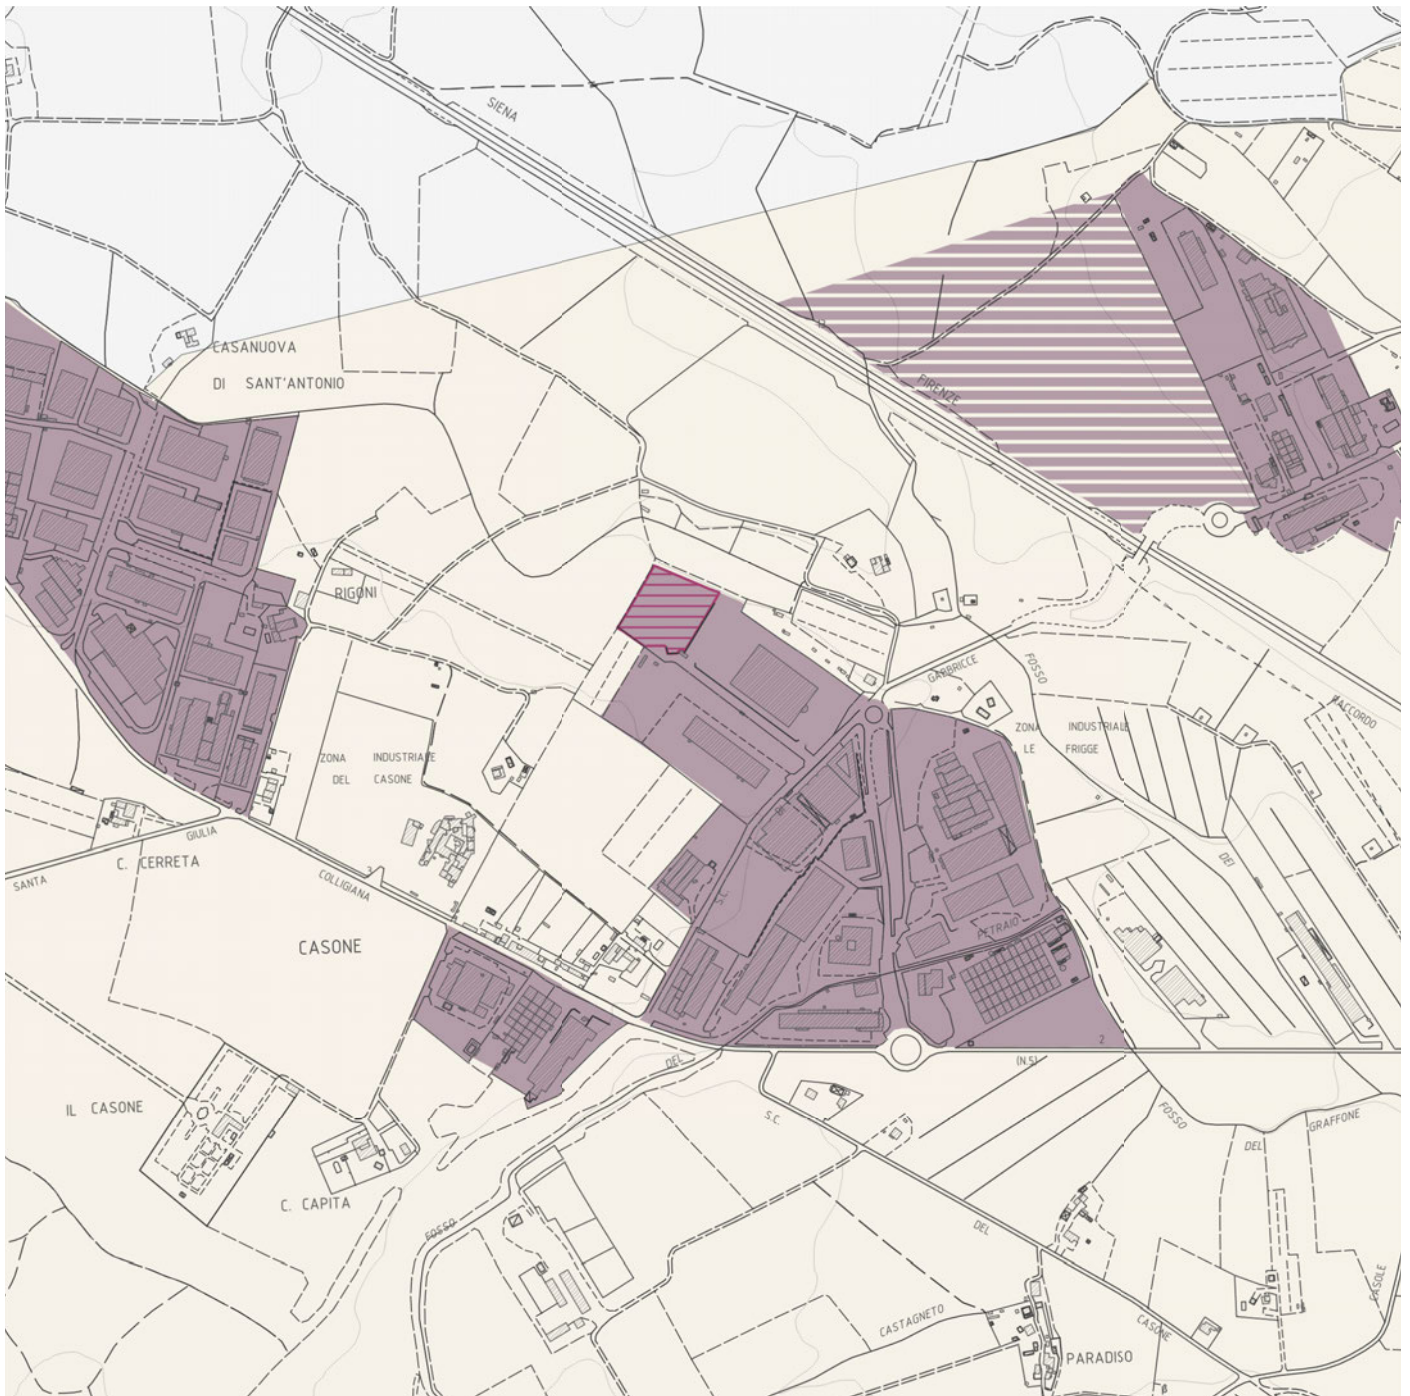 SIENA
CASANUOVA
DI SANT'ANTONIO
FIRENZE
RIGONI
GABBRICCE
FOSSO
RACCORDO
ZONA INDUSTRIALE
LE FRIGGE
ZONA INDUSTRIALE
DEL CASONE
GIULIA
C. CERRETA
SANTA
COLLIGIANA
3
S.C.
DEI
CASONE
PETRAIO
2
DEL
(N.S)
IL CASONE
S.C.
FOSSO
DEL
GRAFFONE
C. CAPITA
FOSSO
DEL
CASOLE
CASTAGNETO
CASONE
PARADISO